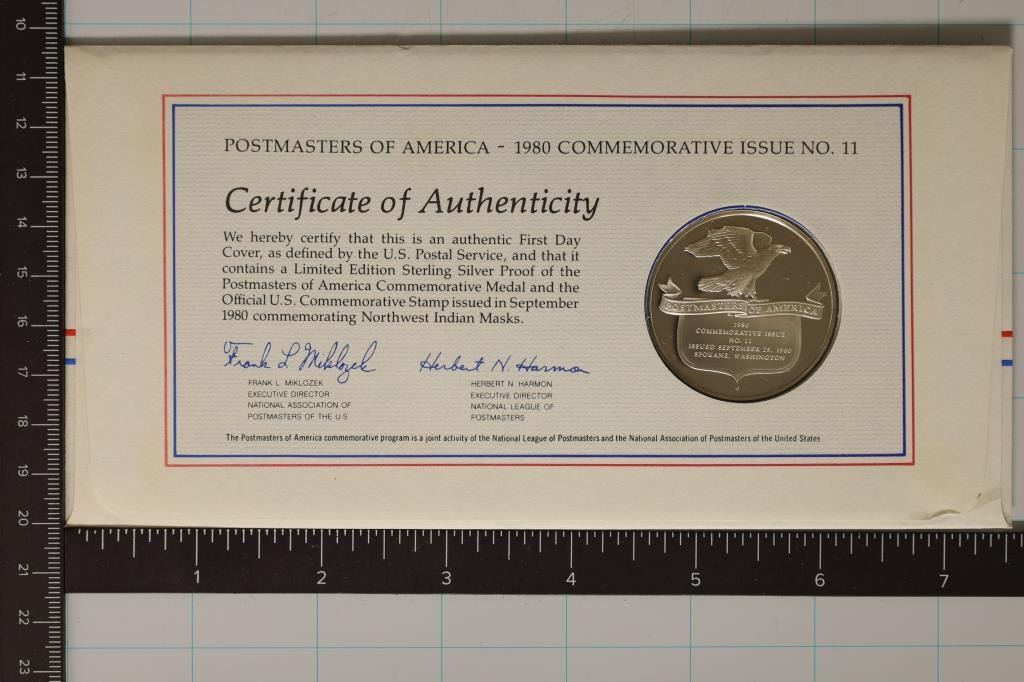 POSTMASTERS OF AMERICA ~ 1980 COMMEMORATIVE ISSUE NO. 11
Certificate of Authenticity
We hereby certify that this is an authentic First Day
Cover, as defined by the U.S. Postal Service, and that it
contains a Limited Edition Sterling Silver Proof of the
Postmasters of America Commemorative Medal and the
Official U.S. Commemorative Stamp issued in September
1980 commemorating Northwest Indian Masks.
Frank L Miklozek
FRANK L. MIKLOZEK
EXECUTIVE DIRECTOR
NATIONAL ASSOCIATION OF
POSTMASTERS OF THE U S
Herbert N. Harmon
HERBERT N. HARMON
EXECUTIVE DIRECTOR
NATIONAL LEAGUE OF
POSTMASTERS
POSTMASTERS OF AMERICA
1980
COMMEMORATIVE ISSUE
NO. 11
ISSUED SEPTEMBER 25, 1980
SPOKANE, WASHINGTON
The Postmasters of America commemorative program is a joint activity of the National League of Postmasters and the National Association of Postmasters of the United States.
10
11
12
13
14
15
16
17
18
19
20
21
22
23
1 2 3 4 5 6 7